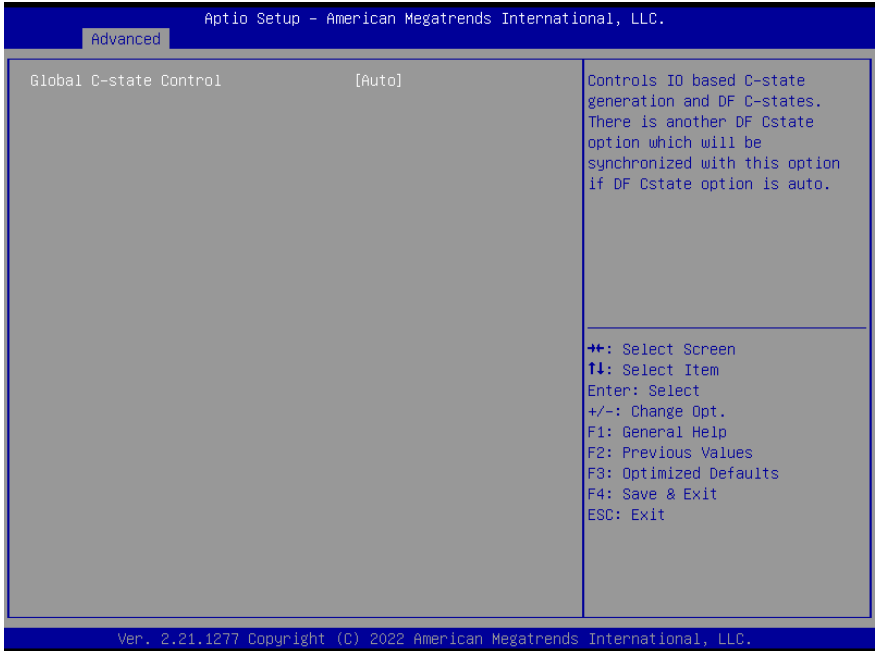 Aptio Setup – American Megatrends International, LLC.
Advanced
Global C-state Control [Auto]
Controls IO based C-state
generation and DF C-states.
There is another DF Cstate
option which will be
synchronized with this option
if DF Cstate option is auto.
→←: Select Screen
↑↓: Select Item
Enter: Select
+/-: Change Opt.
F1: General Help
F2: Previous Values
F3: Optimized Defaults
F4: Save & Exit
ESC: Exit
Ver. 2.21.1277 Copyright (C) 2022 American Megatrends International, LLC.